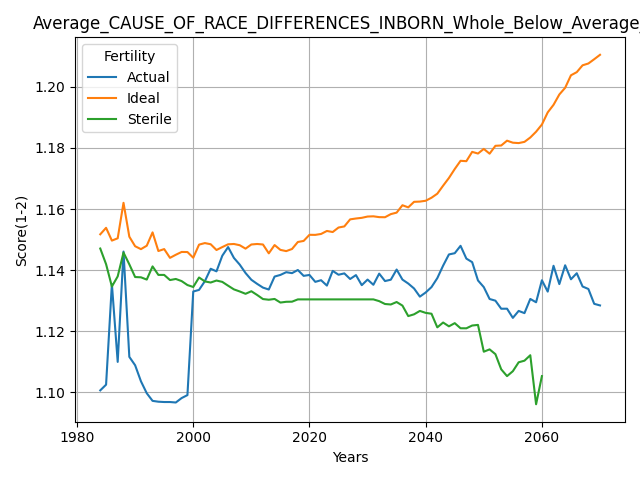 Average_CAUSE_OF_RACE_DIFFERENCES_INBORN_Whole_Below_Average_
Fertility
Actual
Ideal
Sterile
Score(1-2)
1.20
1.18
1.16
1.14
1.12
1.10
1980
2000
2020
2040
2060
Years